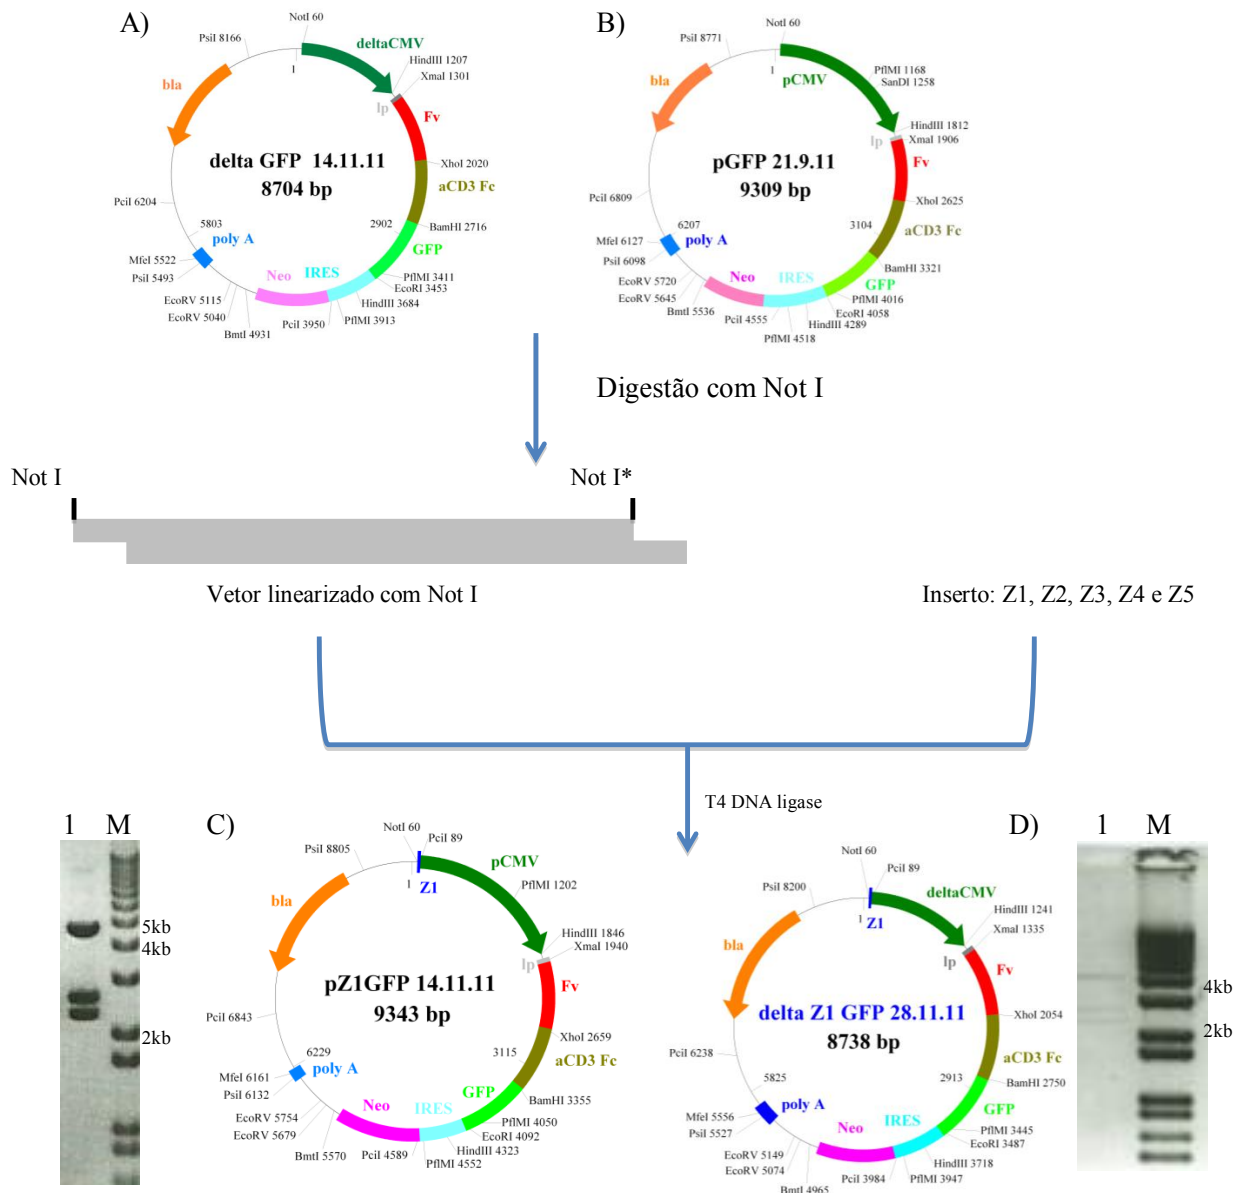 A)
NotI 60
PsiI 8166
deltaCMV
HindIII 1207
XmaI 1301
bla
1
lp
Fv
delta GFP 14.11.11
8704 bp
XhoI 2020
aCD3 Fc
PciI 6204
5803
2902
BamHI 2716
poly A
GFP
MfeI 5522
PsiI 5493
Neo
IRES
PflMI 3411
EcoRI 3453
EcoRV 5115
HindIII 3684
EcoRV 5040
PflMI 3913
BmtI 4931
PciI 3950
B)
NotI 60
PsiI 8771
PflMI 1168
SanDI 1258
pCMV
bla
1
HindIII 1812
lp
XmaI 1906
Fv
pGFP 21.9.11
9309 bp
PciI 6809
XhoI 2625
6207
3104
aCD3 Fc
MfeI 6127
poly A
PsiI 6098
BamHI 3321
Neo
IRES
GFP
EcoRV 5720
PflMI 4016
EcoRV 5645
EcoRI 4058
BmtI 5536
PciI 4555
HindIII 4289
PflMI 4518
Digestão com Not I
Not I
Not I*
Vetor linearizado com Not I
Inserto: Z1, Z2, Z3, Z4 e Z5
T4 DNA ligase
1
M
5kb
4kb
2kb
C)
NotI 60
PciI 89
PsiI 8805
pCMV
PflMI 1202
1
Z1
bla
HindIII 1846
XmaI 1940
lp
Fv
pZ1GFP 14.11.11
9343 bp
PciI 6843
XhoI 2659
6229
3115
aCD3 Fc
poly A
MfeI 6161
PsiI 6132
GFP
BamHI 3355
Neo
IRES
EcoRV 5754
PflMI 4050
EcoRV 5679
EcoRI 4092
HindIII 4323
BmtI 5570
PciI 4589
PflMI 4552
D)
NotI 60
PciI 89
PsiI 8200
deltaCMV
HindIII 1241
XmaI 1335
1
Z1
bla
lp
Fv
delta Z1 GFP 28.11.11
8738 bp
XhoI 2054
PciI 6238
aCD3 Fc
5825
2913
BamHI 2750
poly A
GFP
MfeI 5556
PsiI 5527
Neo
IRES
PflMI 3445
EcoRI 3487
EcoRV 5149
HindIII 3718
EcoRV 5074
PflMI 3947
BmtI 4965
PciI 3984
1
M
4kb
2kb